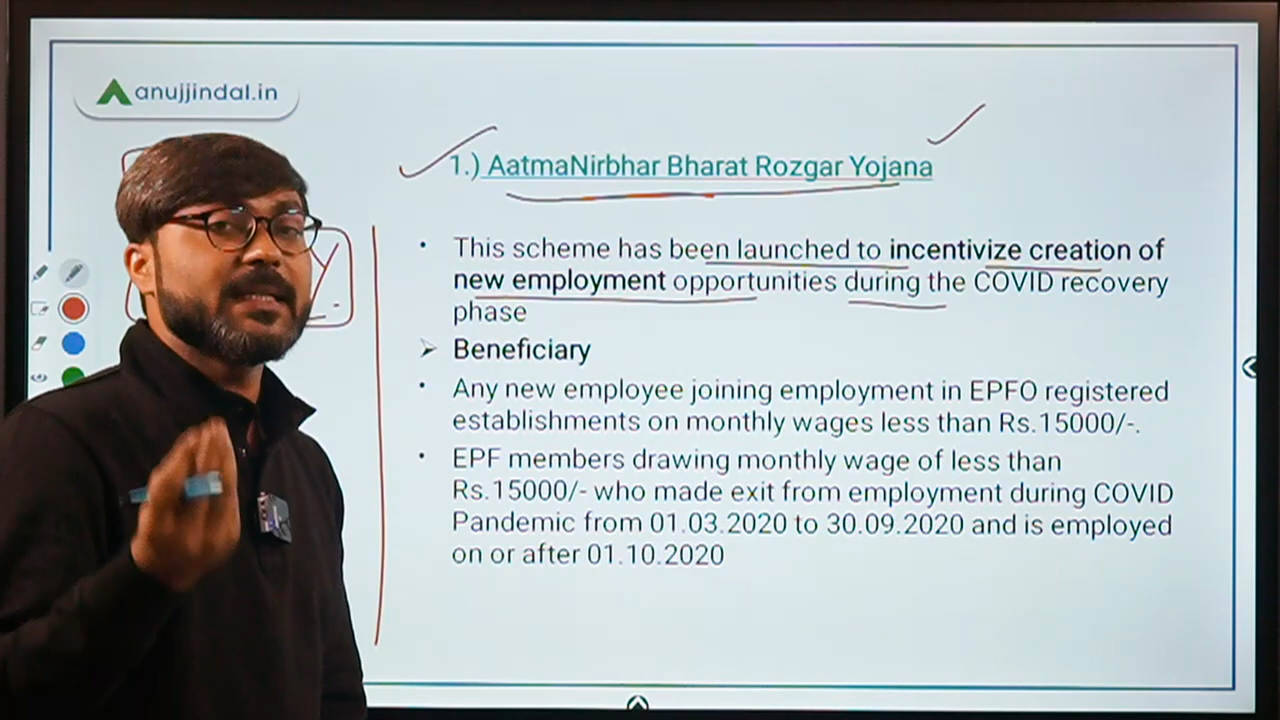 anujjindal.in
1.) AatmaNirbhar Bharat Rozgar Yojana
• This scheme has been launched to incentivize creation of
new employment opportunities during the COVID recovery
phase
➢ Beneficiary
• Any new employee joining employment in EPFO registered
establishments on monthly wages less than Rs.15000/-.
• EPF members drawing monthly wage of less than
Rs.15000/- who made exit from employment during COVID
Pandemic from 01.03.2020 to 30.09.2020 and is employed
on or after 01.10.2020